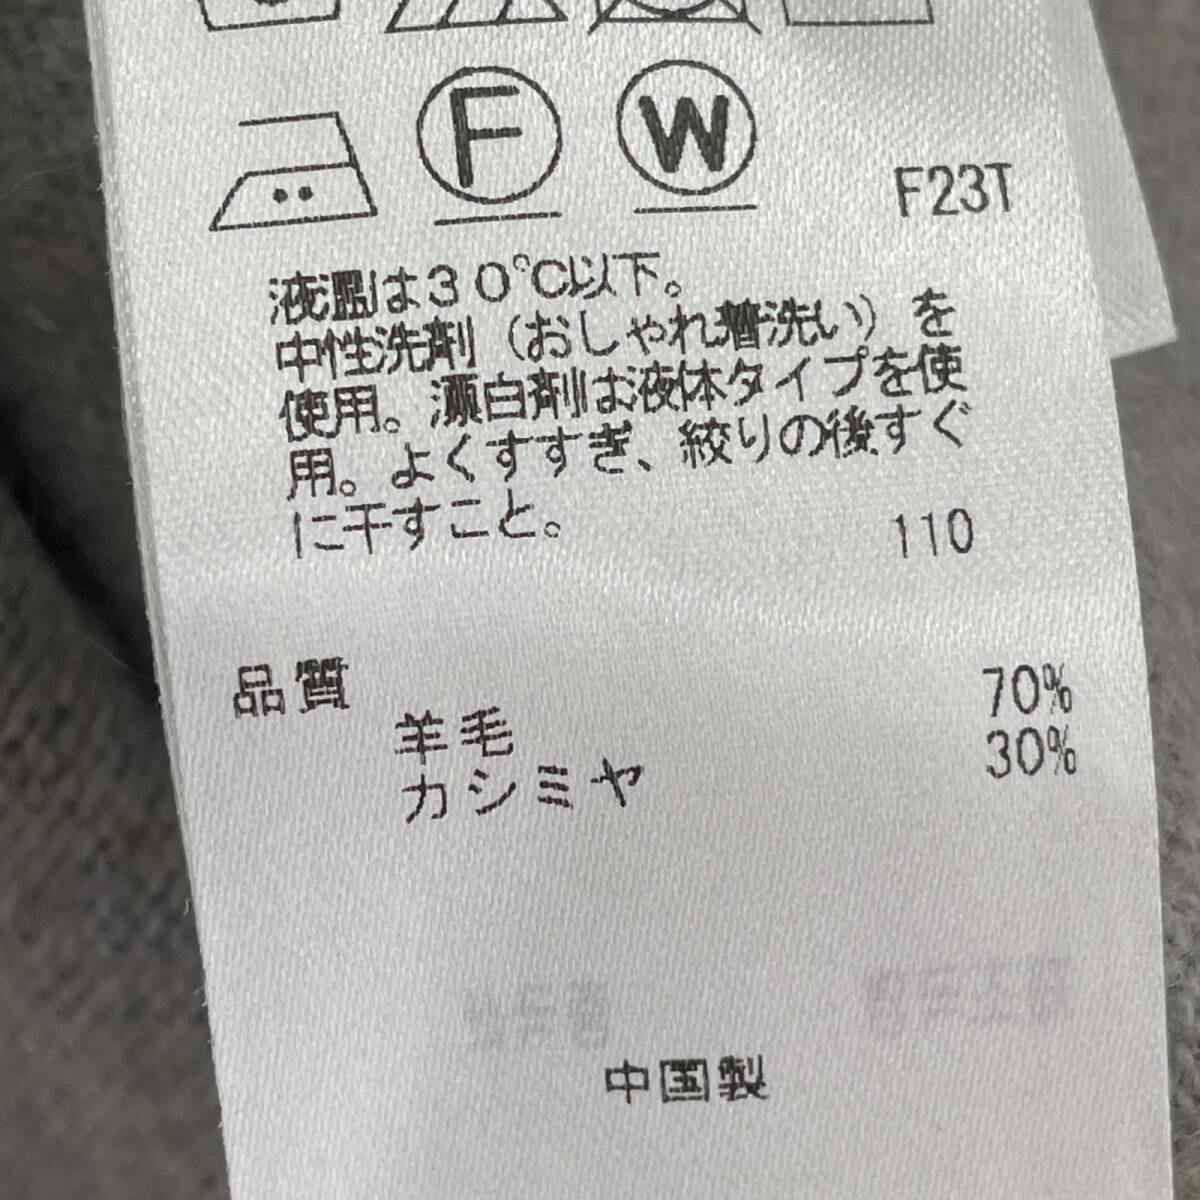 F W
F23T
液温は30℃以下。
中性洗剤（おしゃれ着洗い）を
使用。漂白剤は液体タイプを使
用。よくすすぎ、絞りの後すぐ
に干すこと。
110
品質
羊毛 70%
カシミヤ 30%
中国製